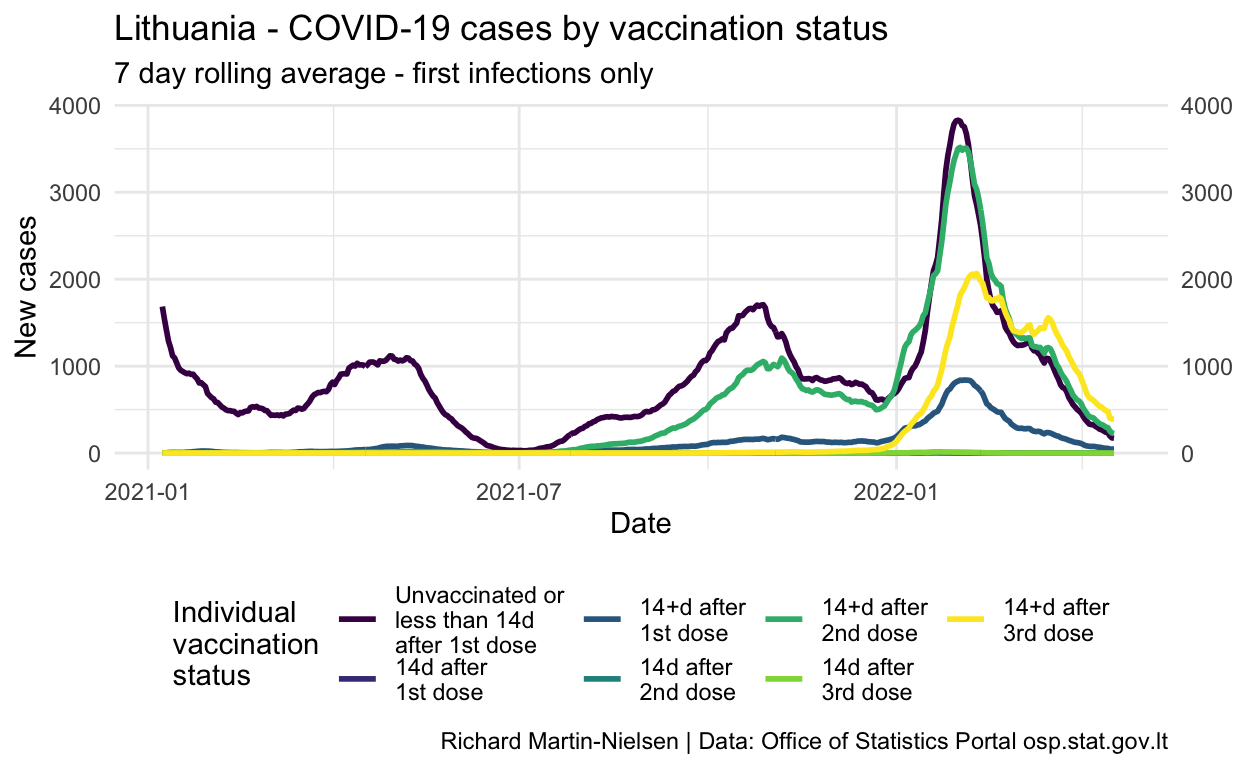 Lithuania - COVID-19 cases by vaccination status
7 day rolling average - first infections only
4000
3000
2000
1000
0
New cases
4000
3000
2000
1000
0
2021-01
2021-07
2022-01
Date
Individual
vaccination
status
Unvaccinated or
less than 14d
after 1st dose
14d after
1st dose
14+d after
1st dose
14d after
2nd dose
14+d after
2nd dose
14d after
3rd dose
14+d after
3rd dose
Richard Martin-Nielsen | Data: Office of Statistics Portal osp.stat.gov.lt